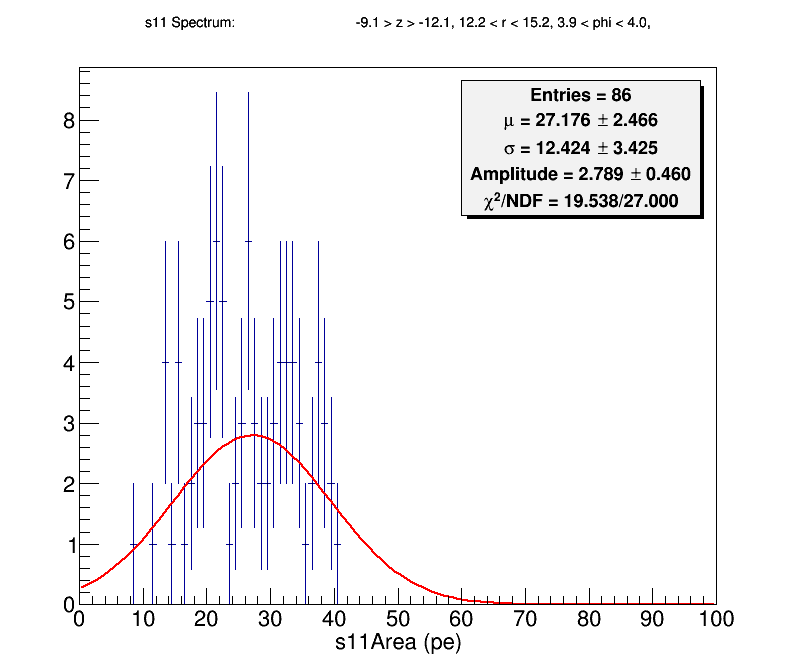 s11 Spectrum: -9.1 > z > -12.1, 12.2 < r < 15.2, 3.9 < phi < 4.0,
Entries = 86
μ = 27.176 ± 2.466
σ = 12.424 ± 3.425
Amplitude = 2.789 ± 0.460
χ²/NDF = 19.538/27.000
8
7
6
5
4
3
2
1
0
0 10 20 30 40 50 60 70 80 90 100
s11Area (pe)